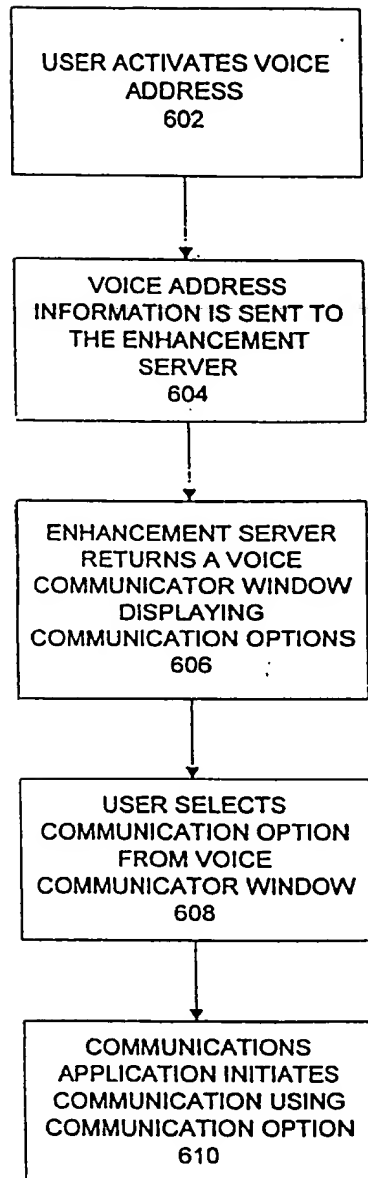 USER ACTIVATES VOICE
ADDRESS
602
VOICE ADDRESS
INFORMATION IS SENT TO
THE ENHANCEMENT
SERVER
604
ENHANCEMENT SERVER
RETURNS A VOICE
COMMUNICATOR WINDOW
DISPLAYING
COMMUNICATION OPTIONS
606
USER SELECTS
COMMUNICATION OPTION
FROM VOICE
COMMUNICATOR WINDOW
608
COMMUNICATIONS
APPLICATION INITIATES
COMMUNICATION USING
COMMUNICATION OPTION
610